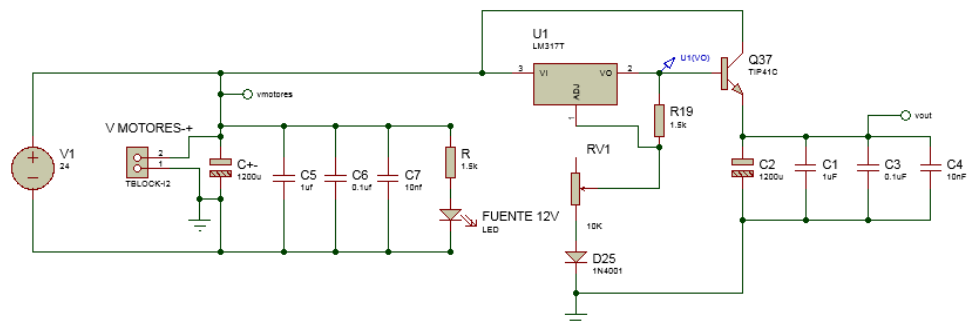 U1
LM317T
3
VI
VO
2
ADJ
1
U1(VO)
Q37
TIP41C
vmotores
V MOTORES-+
2
1
TBLOCK-I2
V1
24
C+-
1200u
C5
1uf
C6
0.1uf
C7
10nf
R
1.5k
FUENTE 12V
LED
R19
1.5k
RV1
10K
D25
1N4001
vout
C2
1200u
C1
1uF
C3
0.1uF
C4
10nF